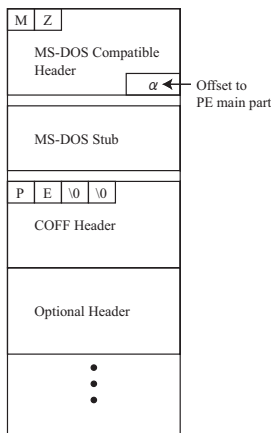 M Z
MS-DOS Compatible
Header
α
Offset to
PE main part
MS-DOS Stub
P E \0 \0
COFF Header
Optional Header